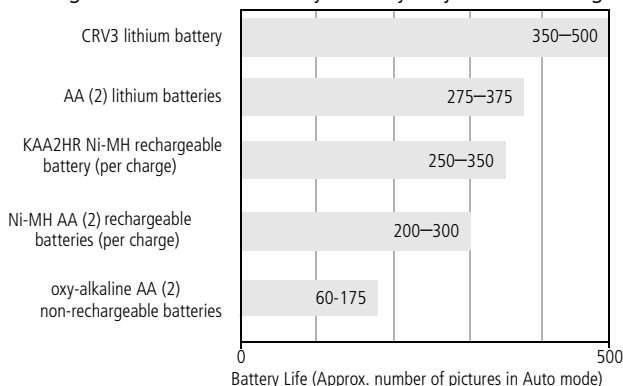 CRV3 lithium battery
350—500
AA (2) lithium batteries
275—375
KAA2HR Ni-MH rechargeable
battery (per charge)
250—350
Ni-MH AA (2) rechargeable
batteries (per charge)
200—300
oxy-alkaline AA (2)
non-rechargeable batteries
60-175
0
500
Battery Life (Approx. number of pictures in Auto mode)